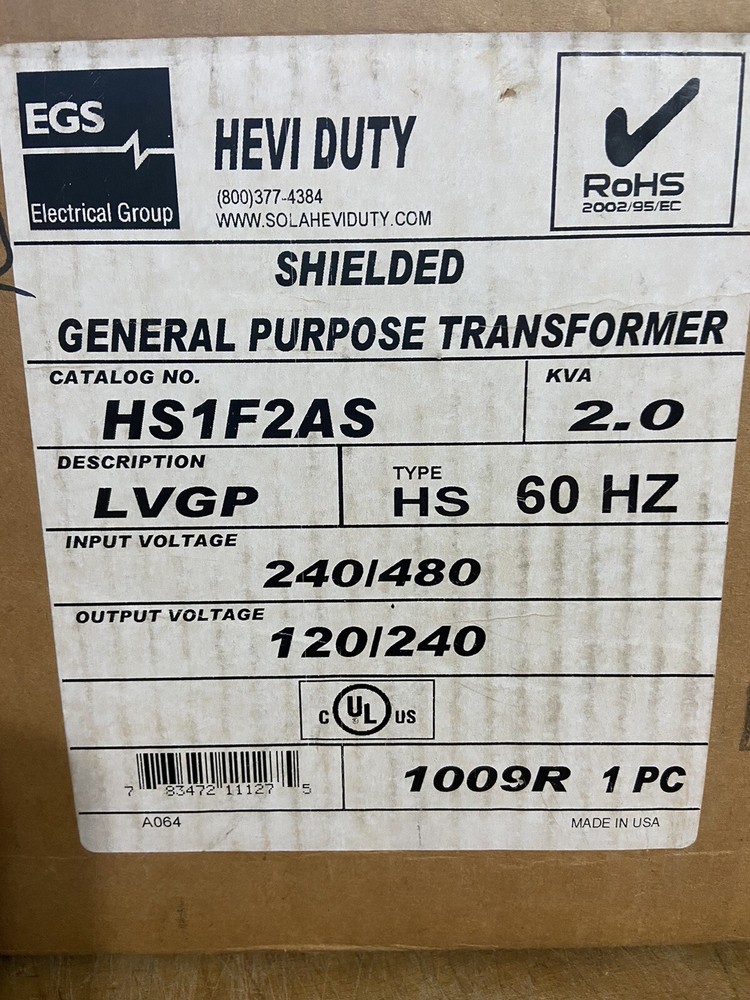 EGS
Electrical Group
HEVI DUTY
(800)377-4384
WWW.SOLAHEVIDUTY.COM
RoHS
2002/95/EC
SHIELDED
GENERAL PURPOSE TRANSFORMER
CATALOG NO.
HS1F2AS
KVA
2.0
DESCRIPTION
LVGP
TYPE
HS
60 HZ
INPUT VOLTAGE
240/480
OUTPUT VOLTAGE
120/240
C UL US
7 83472 11127 5
1009R 1 PC
A064
MADE IN USA